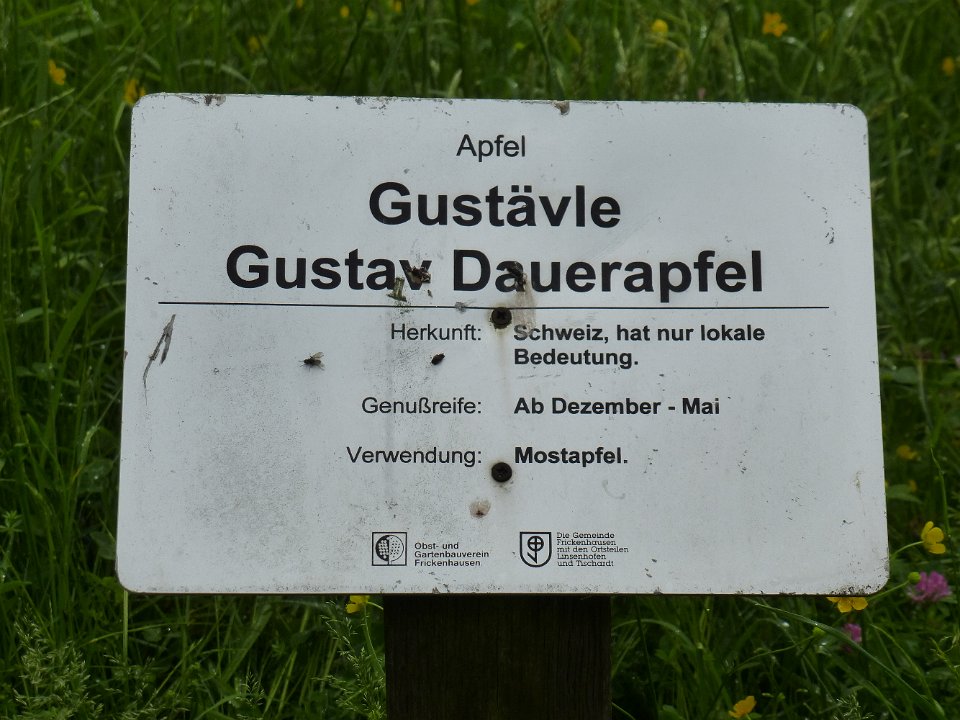 Apfel
Gustävle
Gustav Dauerapfel
Herkunft: Schweiz, hat nur lokale
Bedeutung.
Genußreife: Ab Dezember - Mai
Verwendung: Mostapfel.
Obst- und
Gartenbauverein
Frickenhausen
Die Gemeinde
Frickenhausen
mit den Ortsteilen
Linsenhofen
und Tischardt